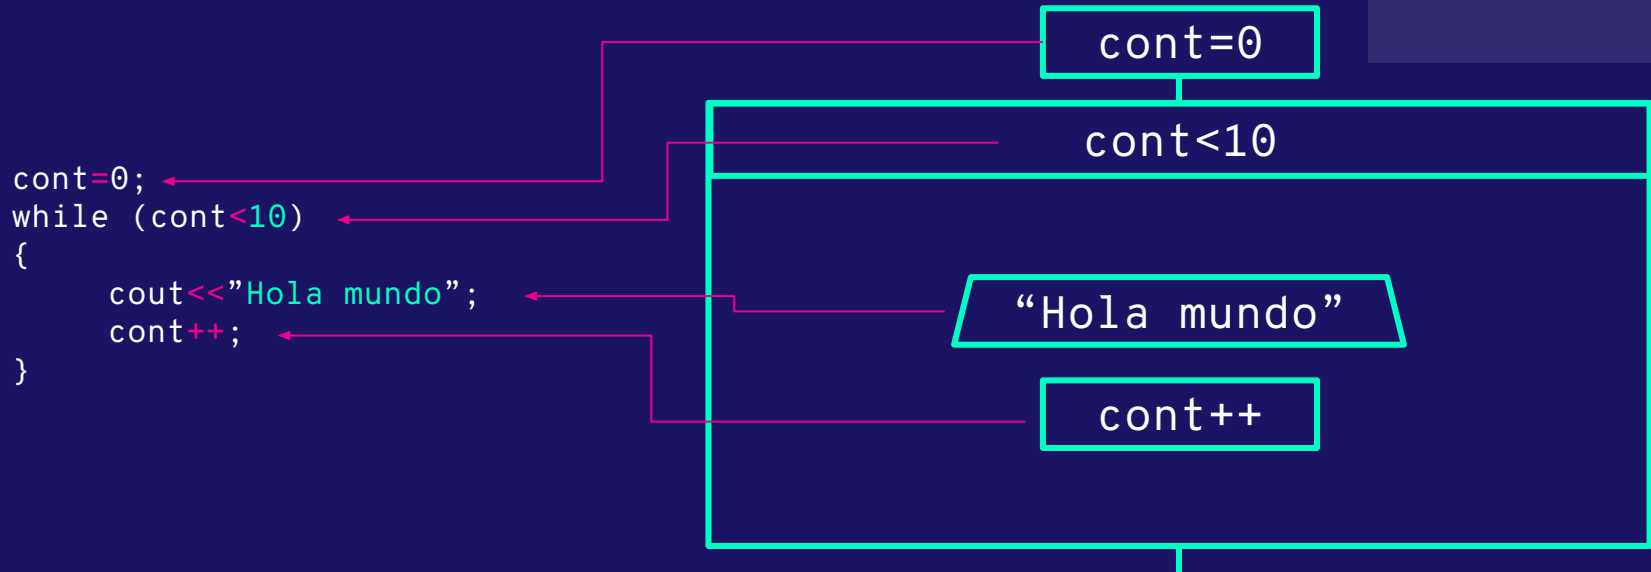 cont=0;
while (cont<10)
{
cout<<”Hola mundo”;
cont++;
}
cont=0
cont<10
“Hola mundo”
cont++